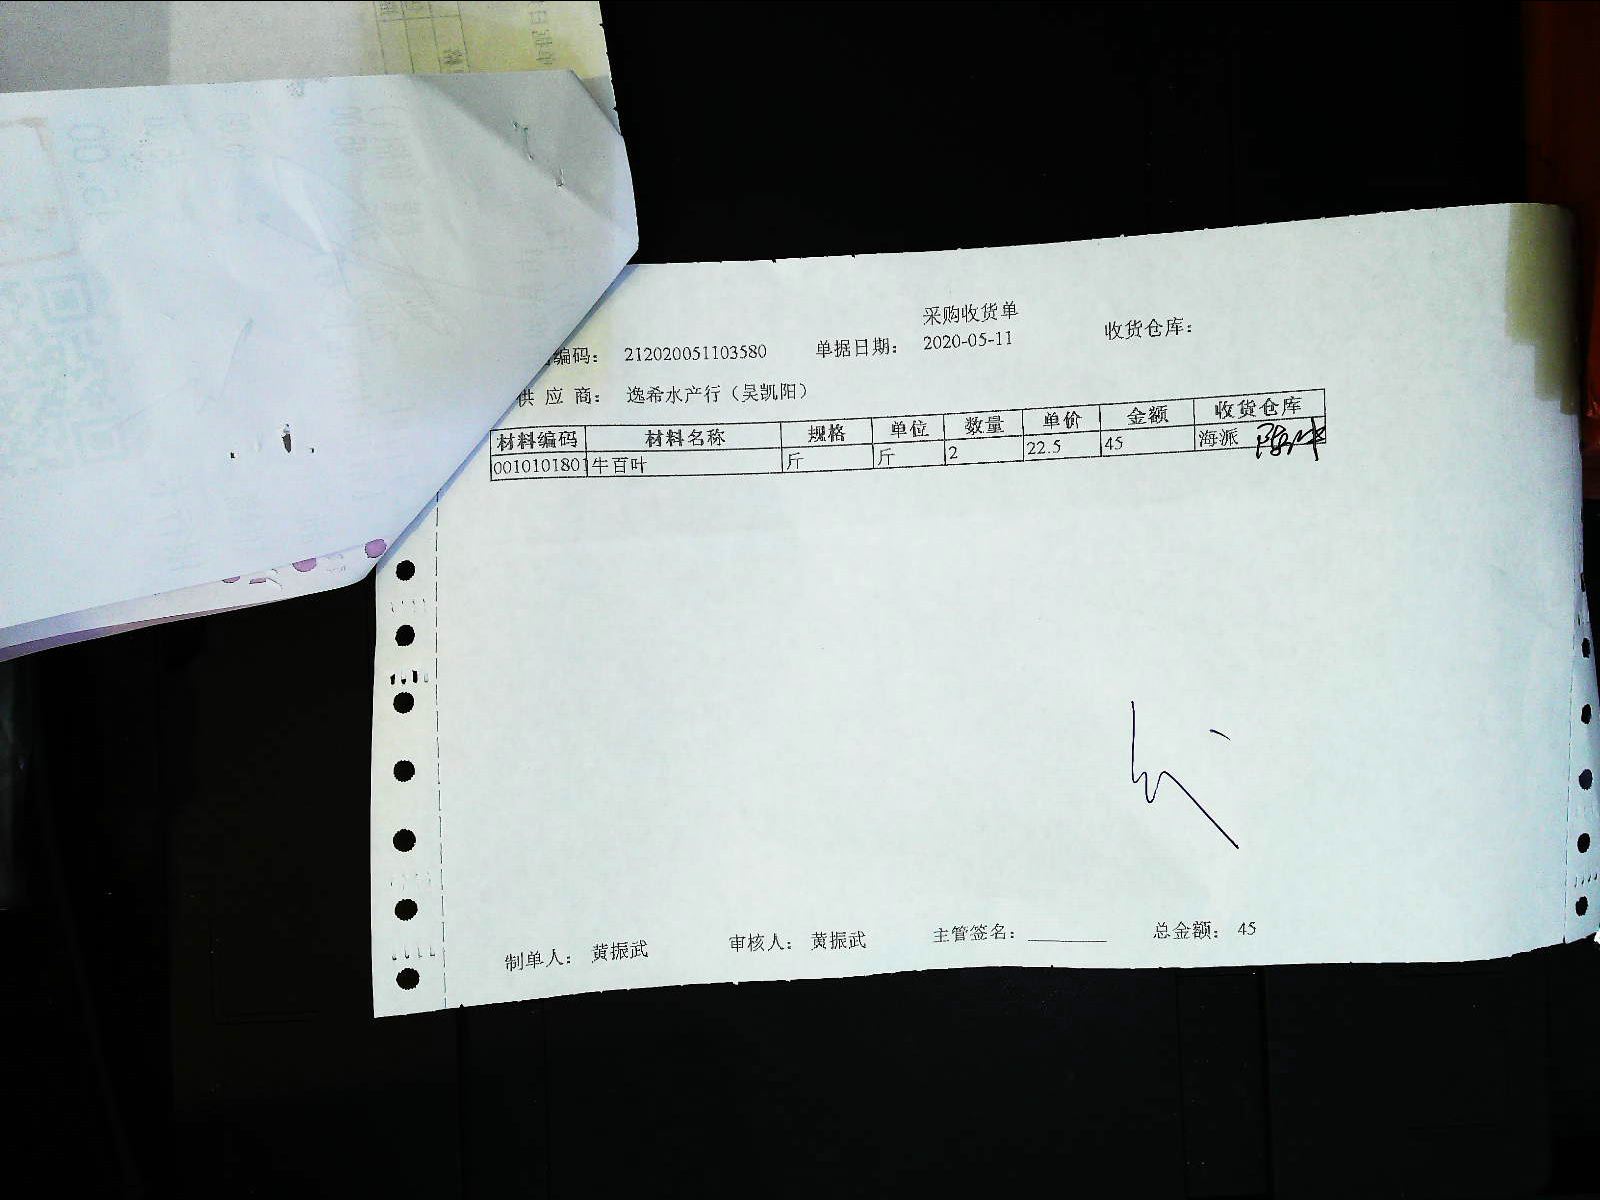 采购收货单
编码： 212020051103580 单据日期： 2020-05-11 收货仓库：
供 应 商： 逸希水产行（吴凯阳）
材料编码 材料名称 规格 单位 数量 单价 金额 收货仓库
0010101801 牛百叶 斤 斤 2 22.5 45 海派
制单人： 黄振武 审核人： 黄振武 主管签名： 总金额： 45